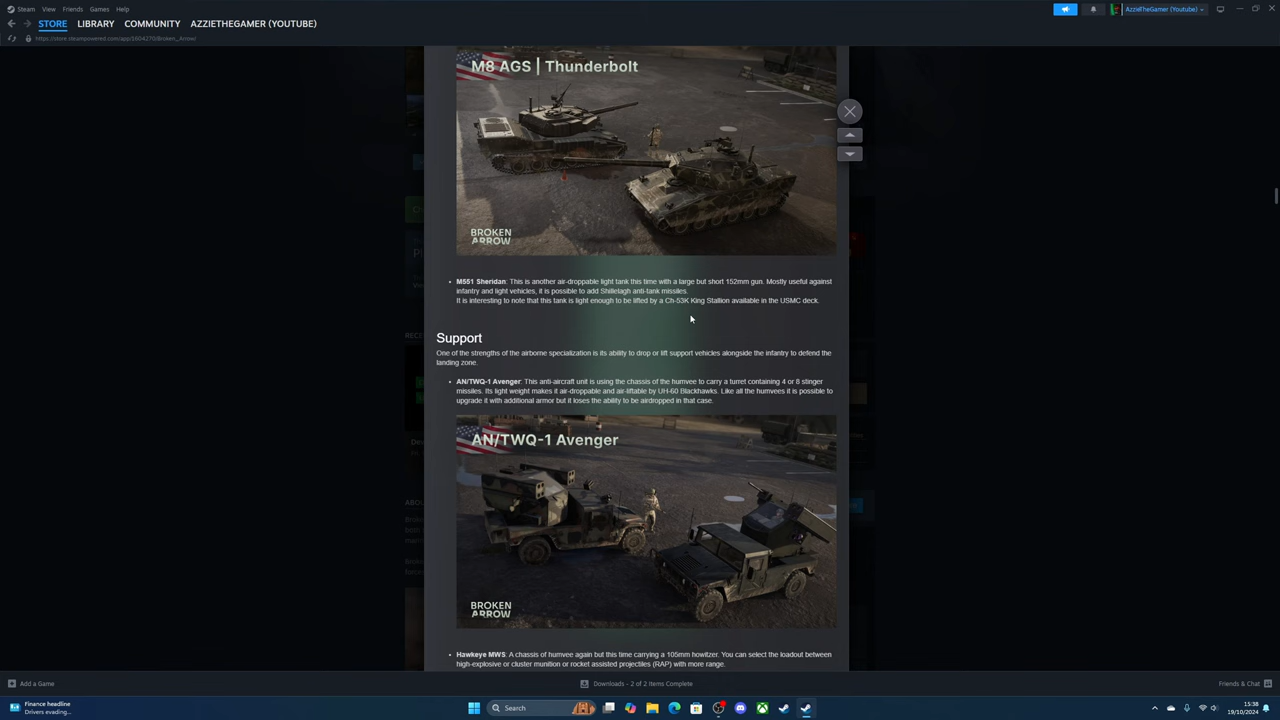 Steam View Friends Games Help
AzzieTheGamer (Youtube)
STORE LIBRARY COMMUNITY AZZIETHEGAMER (YOUTUBE)
https://store.steampowered.com/app/1604270/Broken_Arrow/
M8 AGS | Thunderbolt
BROKEN
ARROW
• M551 Sheridan: This is another air-droppable light tank this time with a large but short 152mm gun. Mostly useful against
infantry and light vehicles, it is possible to add Shillelagh anti-tank missiles.
It is interesting to note that this tank is light enough to be lifted by a Ch-53K King Stallion available in the USMC deck.
Support
One of the strengths of the airborne specialization is its ability to drop or lift support vehicles alongside the infantry to defend the
landing zone.
• AN/TWQ-1 Avenger: This anti-aircraft unit is using the chassis of the humvee to carry a turret containing 4 or 8 stinger
missiles. Its light weight makes it air-droppable and air-liftable by UH-60 Blackhawks. Like all the humvees it is possible to
upgrade it with additional armor but it loses the ability to be airdropped in that case.
AN/TWQ-1 Avenger
BROKEN
ARROW
• Hawkeye MWS: A chassis of humvee again but this time carrying a 105mm howitzer. You can select the loadout between
high-explosive or cluster munition or rocket assisted projectiles (RAP) with more range.
Add a Game
Downloads - 2 of 2 Items Complete
Friends & Chat
Finance headline
Drivers evading...
Search
15:38
19/10/2024